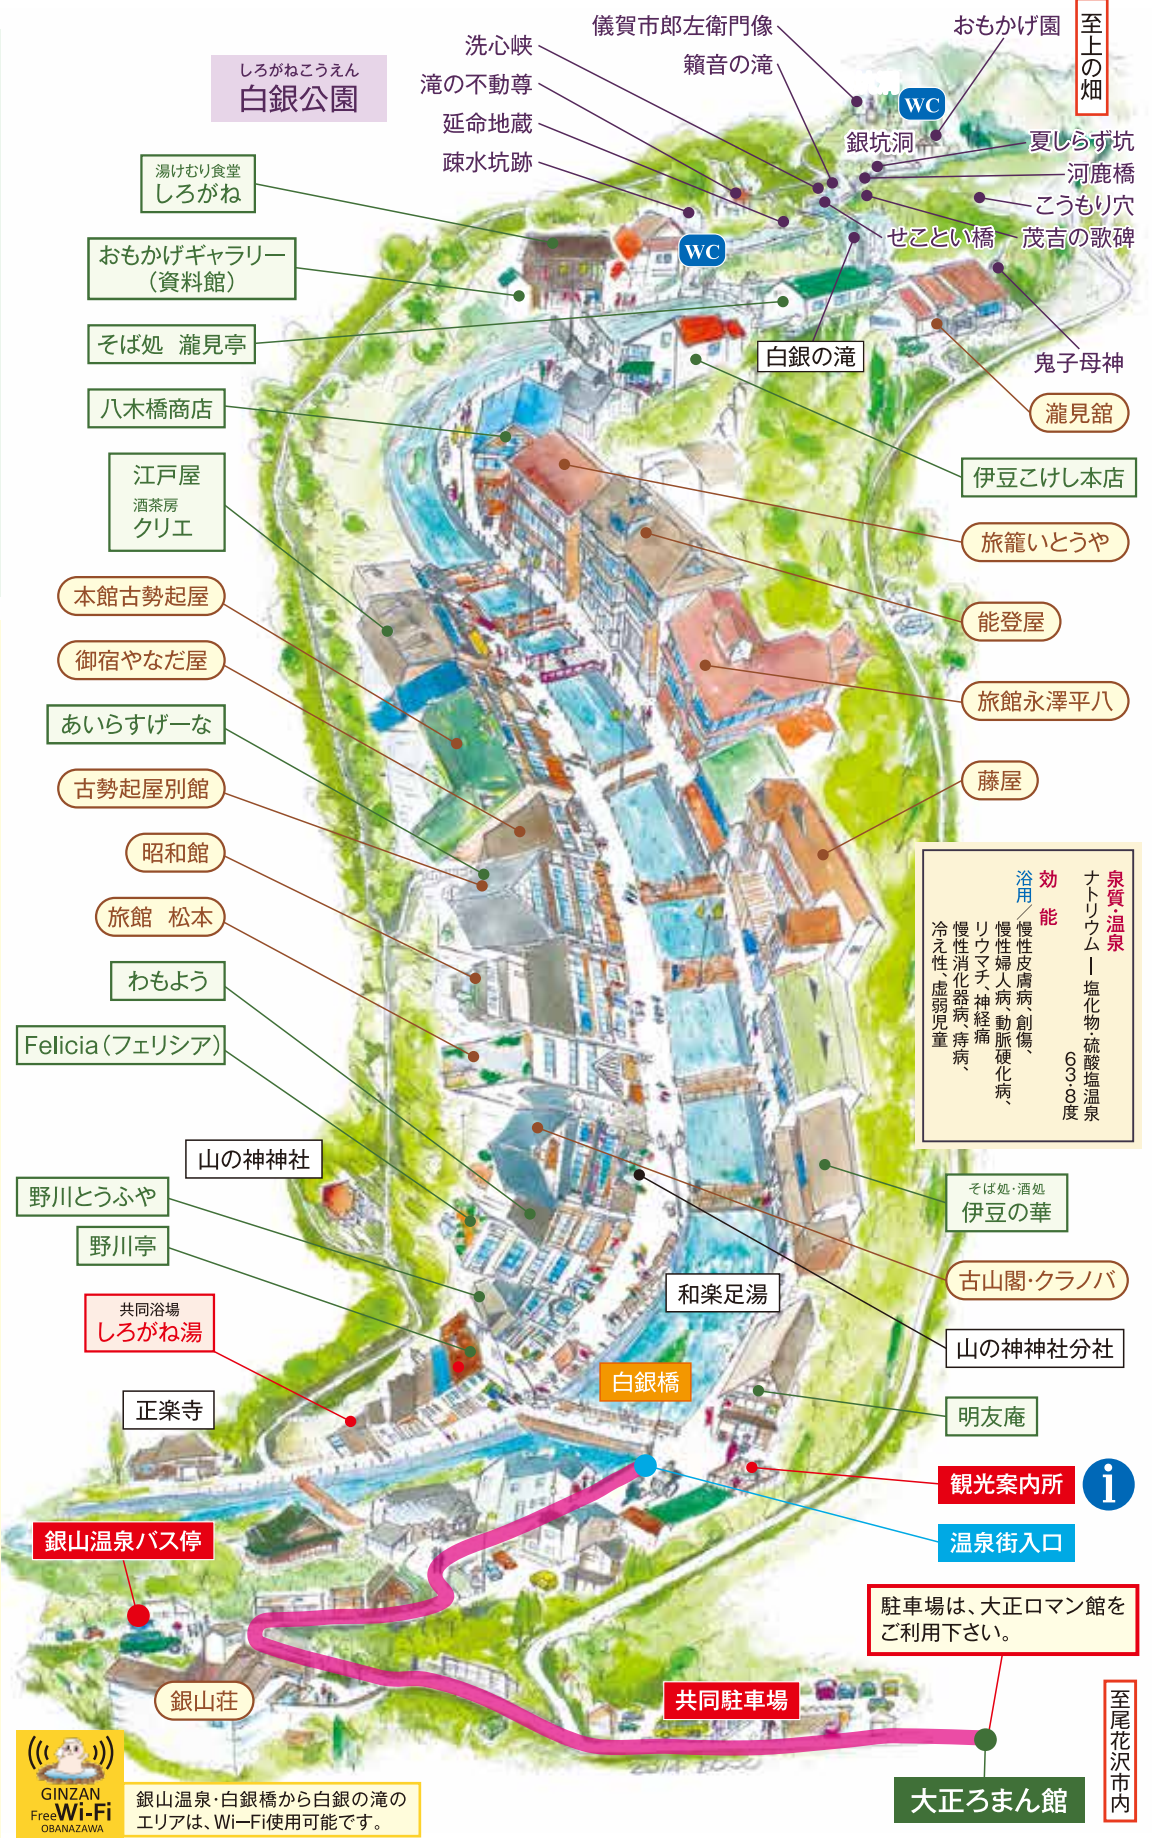 至上の畑
しろがねこうえん
白銀公園
儀賀市郎左衛門像
おもかげ園
洗心峡
籟音の滝
滝の不動尊
延命地蔵
疎水坑跡
WC
銀坑洞
夏しらず坑
河鹿橋
こうもり穴
せことい橋
茂吉の歌碑
WC
白銀の滝
鬼子母神
湯けむり食堂
しろがね
おもかげギャラリー
(資料館)
そば処 瀧見亭
八木橋商店
江戸屋
酒茶房
クリエ
本館古勢起屋
御宿やなだ屋
あいらすげーな
古勢起屋別館
昭和館
旅館 松本
わもよう
Felicia(フェリシア)
山の神神社
野川とうふや
野川亭
共同浴場
しろがね湯
正楽寺
瀧見舘
伊豆こけし本店
旅籠いとうや
能登屋
旅館永澤平八
藤屋
泉質・温泉
ナトリウム ー 塩化物・硫酸塩温泉
63・8度
効 能
浴用/慢性皮膚病、創傷、
慢性婦人病、動脈硬化病、
リウマチ、神経痛
慢性消化器病、痔病、
冷え性、虚弱児童
そば処・酒処
伊豆の華
古山閣・クラノバ
和楽足湯
山の神神社分社
白銀橋
明友庵
観光案内所
i
温泉街入口
銀山温泉バス停
駐車場は、大正ロマン館を
ご利用下さい。
銀山荘
共同駐車場
至尾花沢市内
大正ろまん館
GINZAN
Free Wi-Fi
OBANAZAWA
銀山温泉・白銀橋から白銀の滝の
エリアは、Wi-Fi使用可能です。